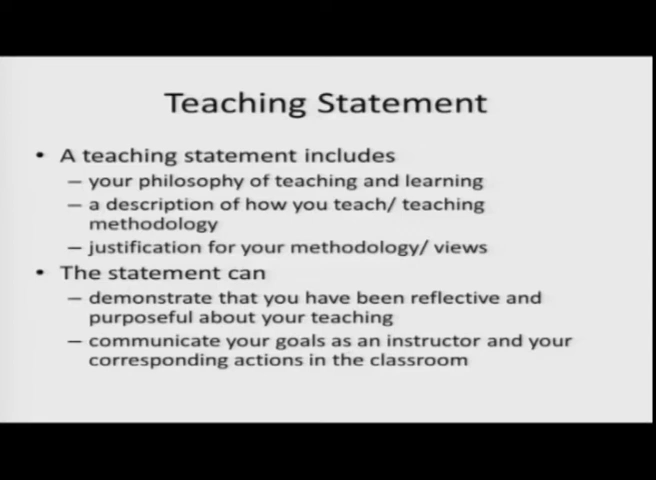 Teaching Statement
• A teaching statement includes
– your philosophy of teaching and learning
– a description of how you teach/ teaching
methodology
– justification for your methodology/ views
• The statement can
– demonstrate that you have been reflective and
purposeful about your teaching
– communicate your goals as an instructor and your
corresponding actions in the classroom